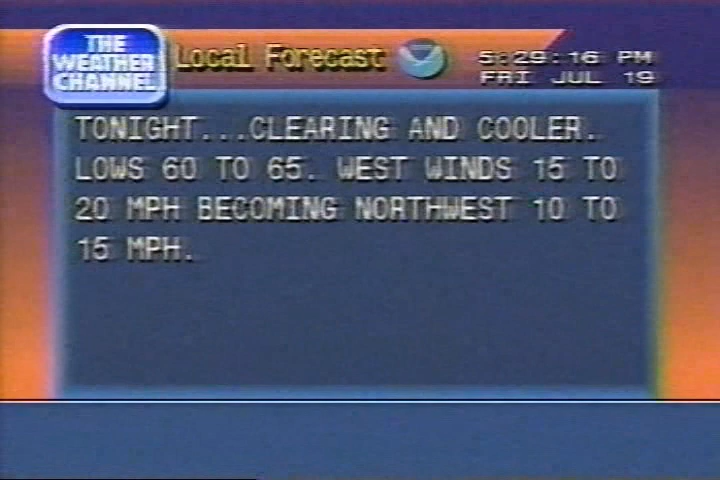 THE
WEATHER
CHANNEL
Local Forecast
5:29:16 PM
FRI JUL 19
TONIGHT...CLEARING AND COOLER.
LOWS 60 TO 65. WEST WINDS 15 TO
20 MPH BECOMING NORTHWEST 10 TO
15 MPH.